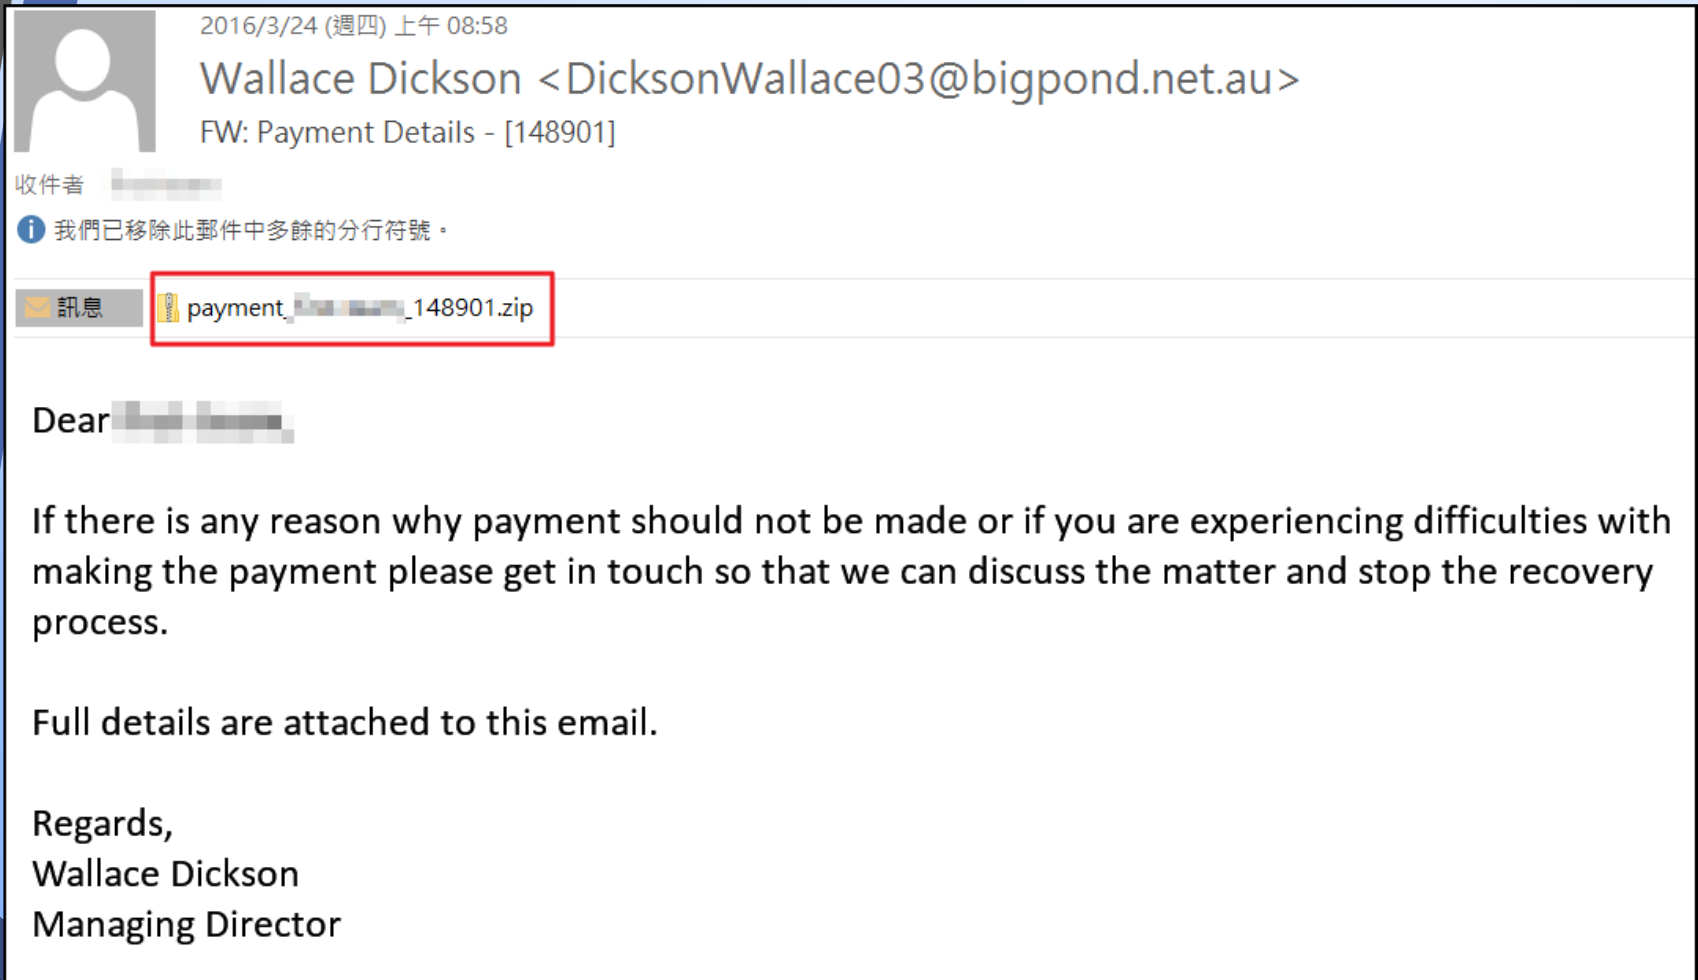 2016/3/24 (週四) 上午 08:58
Wallace Dickson <DicksonWallace03@bigpond.net.au>
FW: Payment Details - [148901]
收件者
我們已移除此郵件中多餘的分行符號。
訊息 payment_ _148901.zip
Dear
If there is any reason why payment should not be made or if you are experiencing difficulties with
making the payment please get in touch so that we can discuss the matter and stop the recovery
process.
Full details are attached to this email.
Regards,
Wallace Dickson
Managing Director